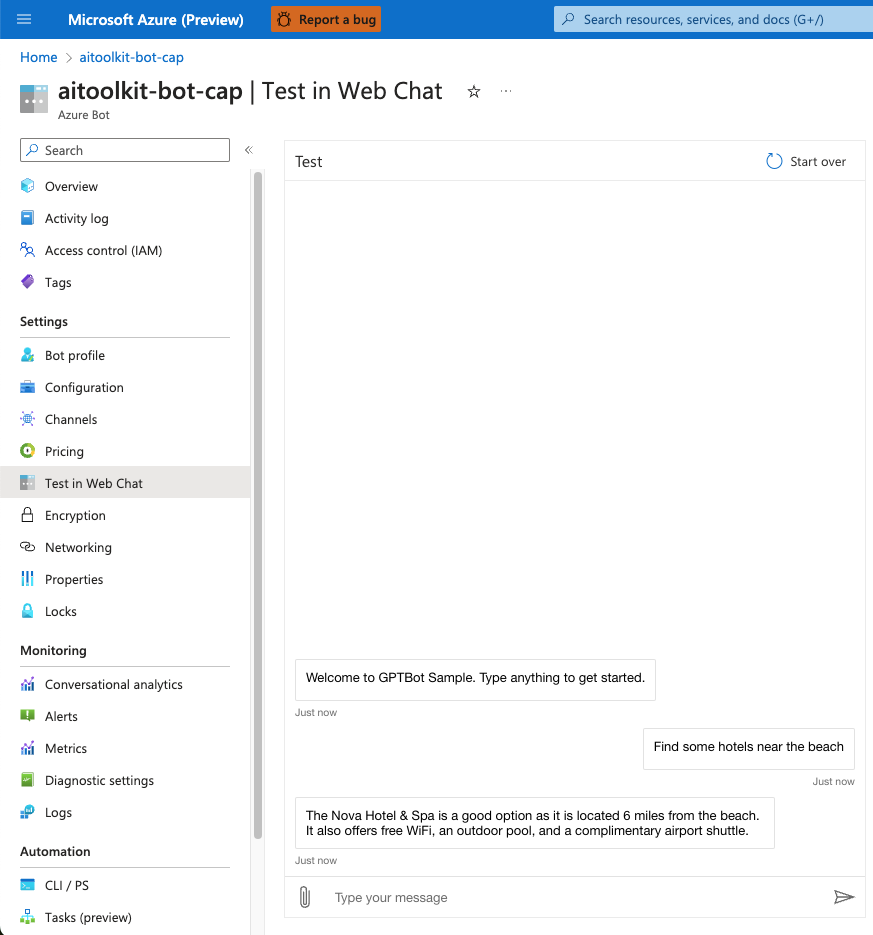 Microsoft Azure (Preview)
Report a bug
Search resources, services, and docs (G+/)
Home > aitoolkit-bot-cap
aitoolkit-bot-cap | Test in Web Chat
Azure Bot
Search
Overview
Activity log
Access control (IAM)
Tags
Settings
Bot profile
Configuration
Channels
Pricing
Test in Web Chat
Encryption
Networking
Properties
Locks
Monitoring
Conversational analytics
Alerts
Metrics
Diagnostic settings
Logs
Automation
CLI / PS
Tasks (preview)
Test
Start over
Welcome to GPTBot Sample. Type anything to get started.
Just now
Find some hotels near the beach
Just now
The Nova Hotel & Spa is a good option as it is located 6 miles from the beach.
It also offers free WiFi, an outdoor pool, and a complimentary airport shuttle.
Just now
Type your message